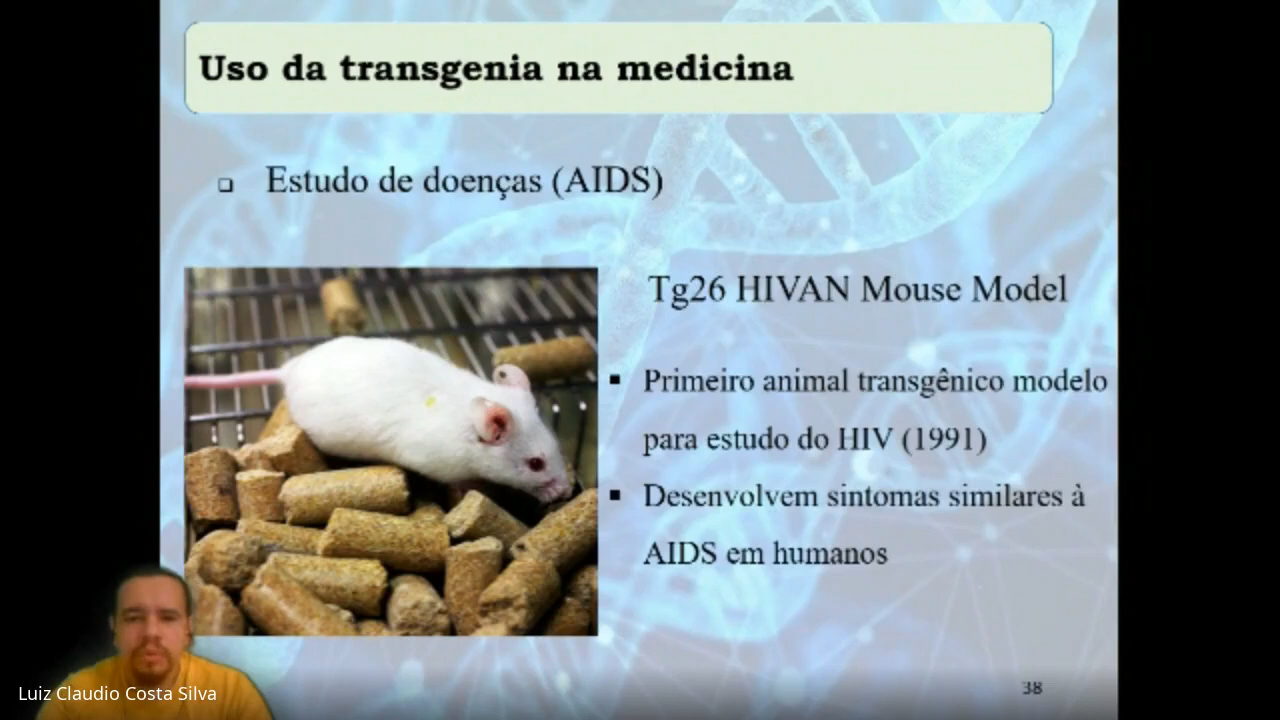 Uso da transgenia na medicina
Estudo de doenças (AIDS)
Tg26 HIVAN Mouse Model
Primeiro animal transgênico modelo
para estudo do HIV (1991)
Desenvolvem sintomas similares à
AIDS em humanos
Luiz Claudio Costa Silva
38